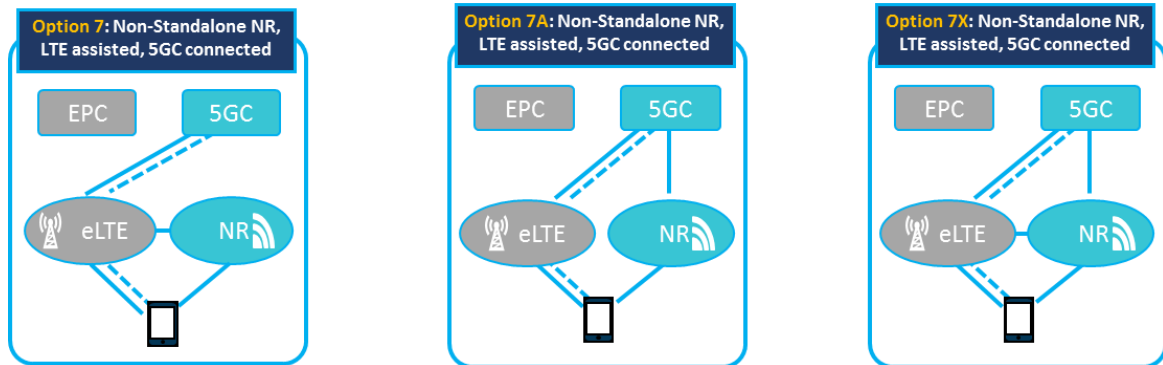 Option 7: Non-Standalone NR,
LTE assisted, 5GC connected
EPC
5GC
eLTE
NR
Option 7A: Non-Standalone NR,
LTE assisted, 5GC connected
EPC
5GC
eLTE
NR
Option 7X: Non-Standalone NR,
LTE assisted, 5GC connected
EPC
5GC
eLTE
NR